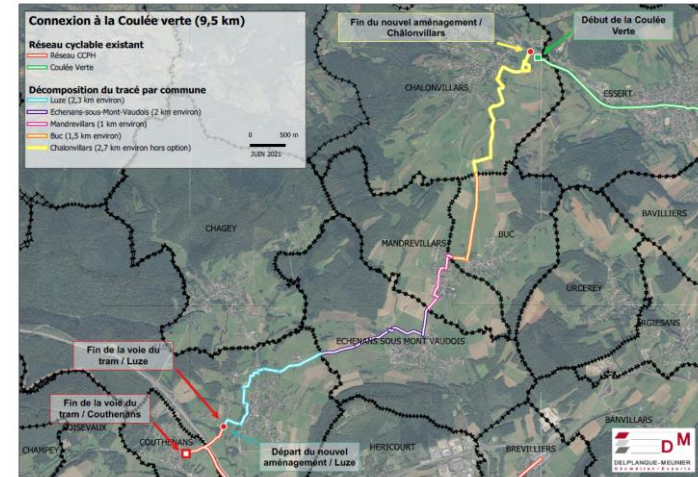 Connexion à la Coulée verte (9,5 km)
Réseau cyclable existant
Réseau CCPH
Coulée Verte
Décomposition du tracé par commune
Luze (2,3 km environ)
Echenans-sous-Mont-Vaudois (2 km environ)
Mandrevillars (1 km environ)
Buc (1,5 km environ)
Chalonvillars (2,7 km environ hors option)
0 500 m
JUIN 2021
Fin du nouvel aménagement /
Châlonvillars
Début de la Coulée
Verte
CHALONVILLARS
ESSERT
CHAGEY
MANDREVILLARS
BUC
BAVILLIERS
URCEREY
ARGIESANS
ECHENANS SOUS MONT VAUDOIS
Fin de la voie du
tram / Luze
Fin de la voie du
tram / Couthenans
COISEVAUX
COUTHENANS
CHAMPEY
Départ du nouvel
aménagement / Luze
HERICOURT
BREVILLIERS
BANVILLARS
DM
DELPLANQUE-MEUNIER
Géomètres-Experts